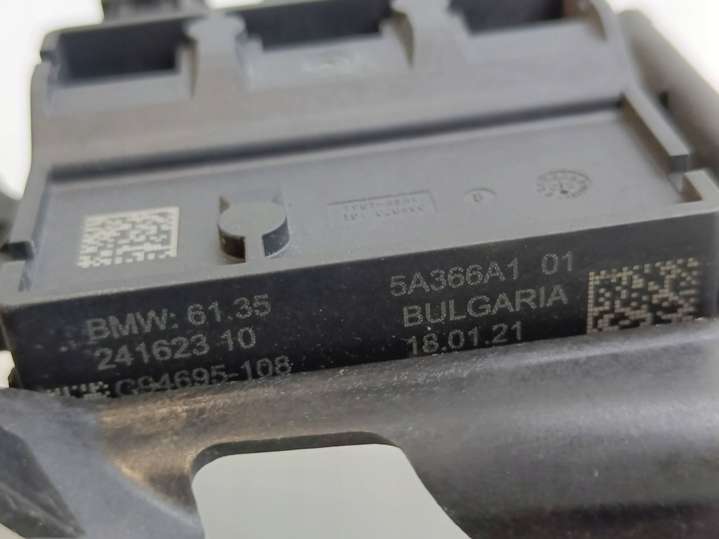 BMW: 61.35
241623 10
G94695-108
5A366A1 01
BULGARIA
18.01.21